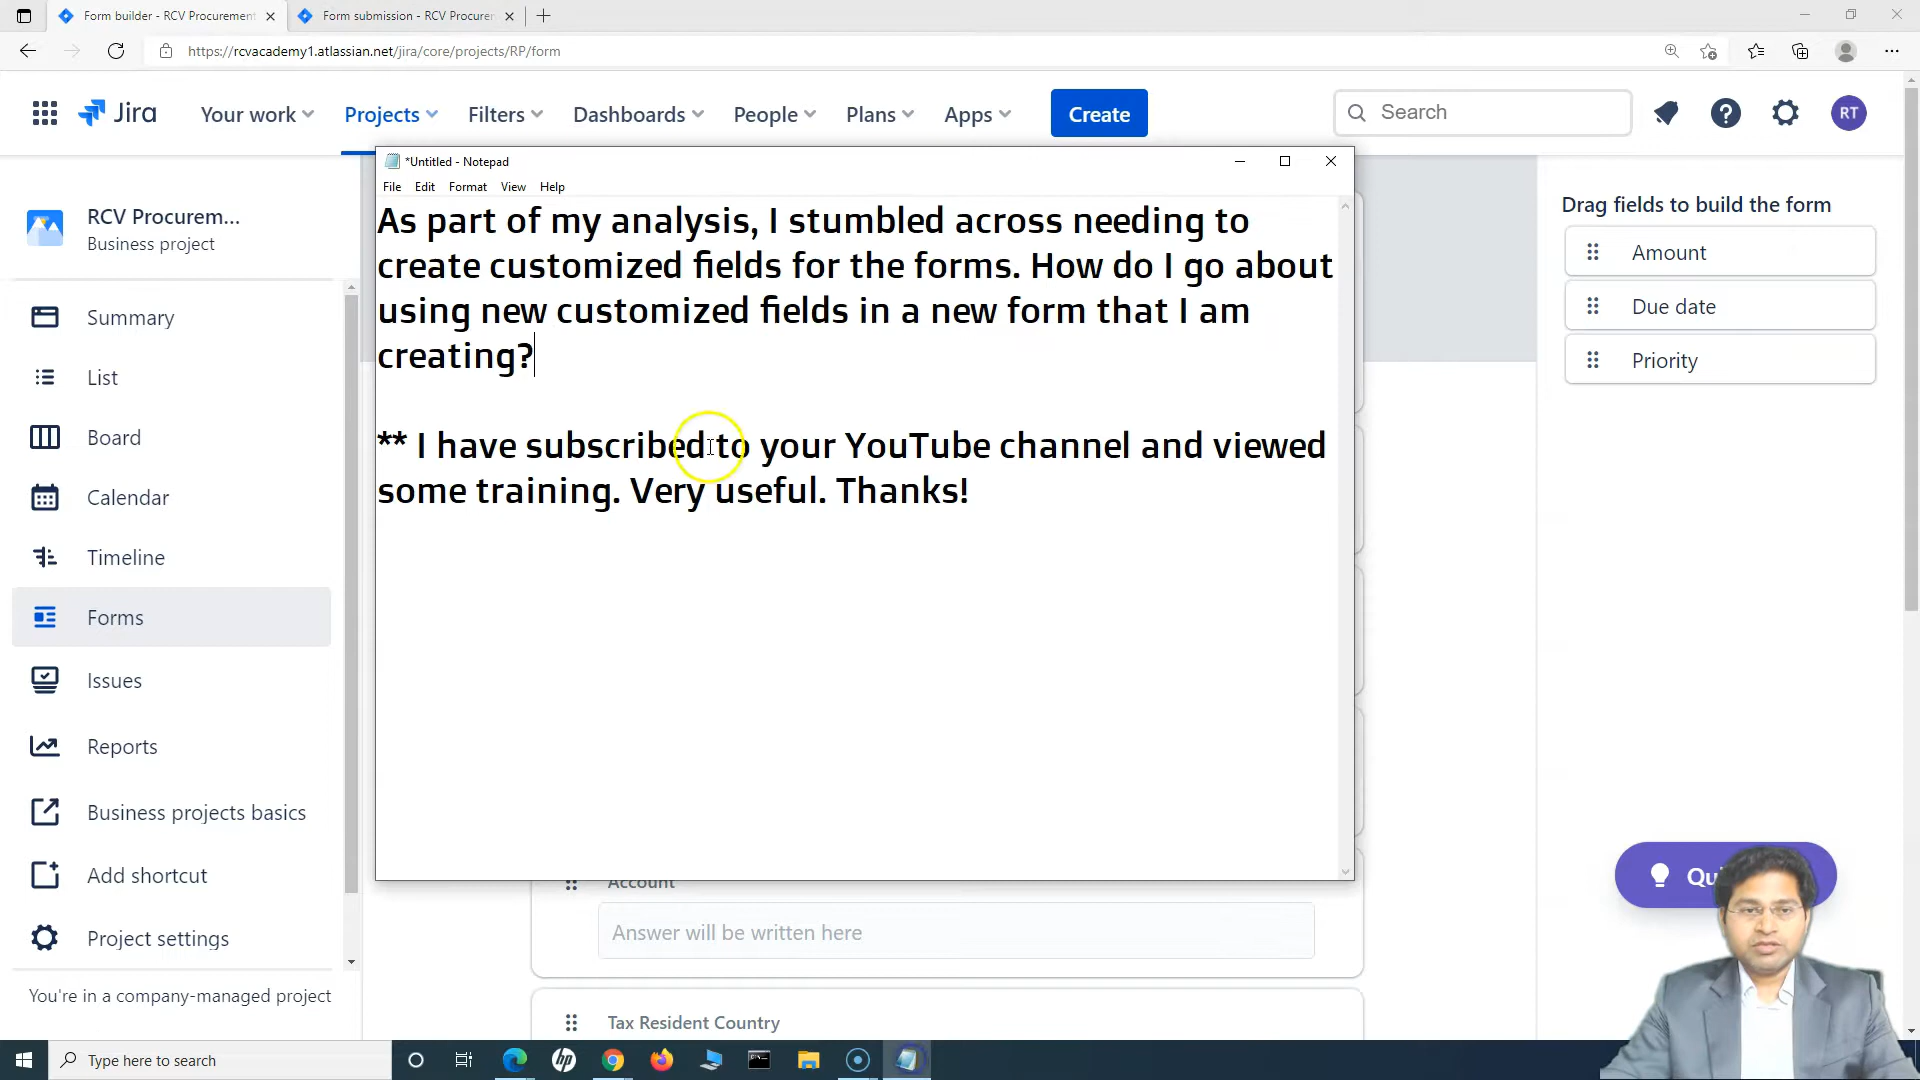 Form builder - RCV Procurement
Form submission - RCV Procurer
https://rcvacademy1.atlassian.net/jira/core/projects/RP/form
Jira
Your work
Projects
Filters
Dashboards
People
Plans
Apps
Create
Search
RT
*Untitled - Notepad
File Edit Format View Help
As part of my analysis, I stumbled across needing to
create customized fields for the forms. How do I go about
using new customized fields in a new form that I am
creating?
** I have subscribed to your YouTube channel and viewed
some training. Very useful. Thanks!
RCV Procurem...
Business project
Summary
List
Board
Calendar
Timeline
Forms
Issues
Reports
Business projects basics
Add shortcut
Project settings
You're in a company-managed project
Drag fields to build the form
Amount
Due date
Priority
Account
Answer will be written here
Tax Resident Country
Type here to search
hp